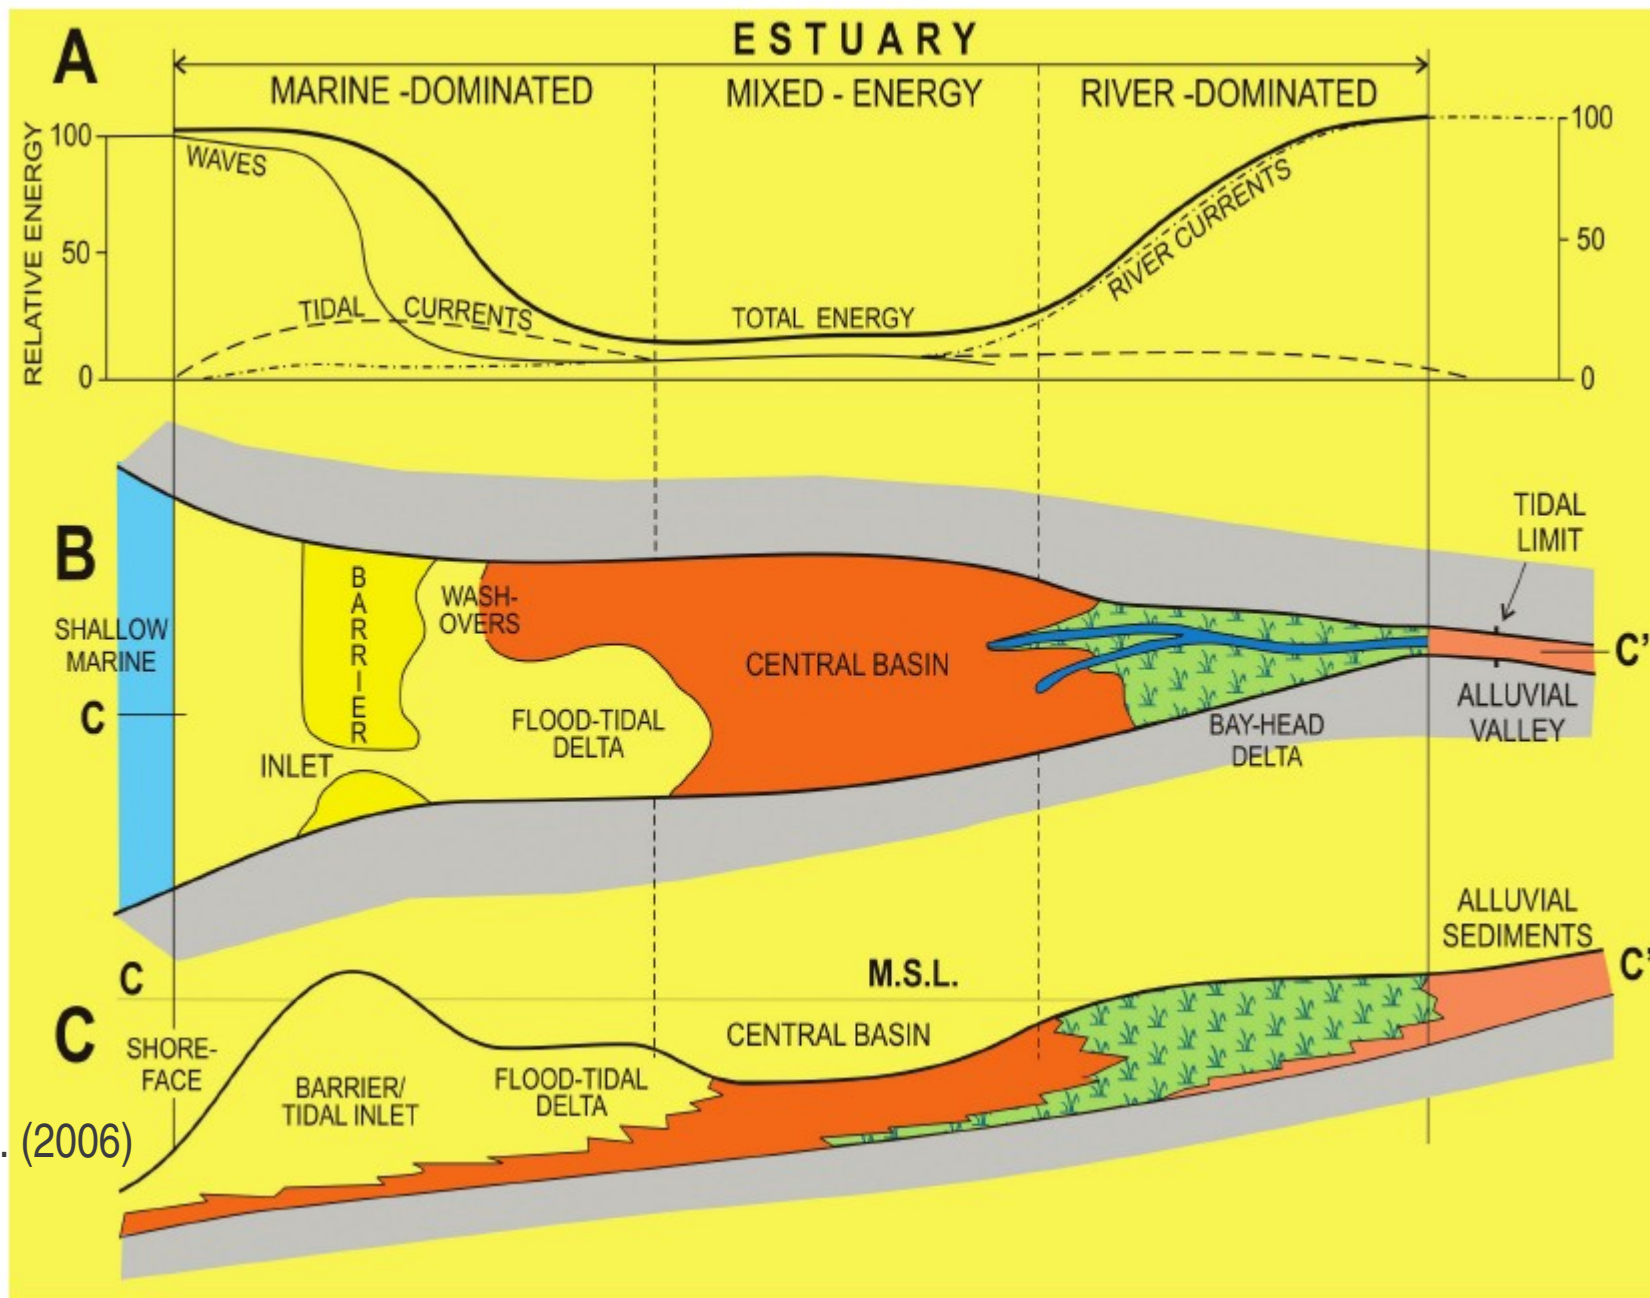 A
ESTUARY
MARINE -DOMINATED
MIXED - ENERGY
RIVER -DOMINATED
RELATIVE ENERGY
100
50
0
WAVES
TIDAL CURRENTS
TOTAL ENERGY
RIVER CURRENTS
100
50
0
B
SHALLOW
MARINE
C
BARRIER
WASH-
OVERS
INLET
FLOOD-TIDAL
DELTA
CENTRAL BASIN
BAY-HEAD
DELTA
TIDAL
LIMIT
C'
ALLUVIAL
VALLEY
C
C
M.S.L.
ALLUVIAL
SEDIMENTS
C'
SHORE-
FACE
BARRIER/
TIDAL INLET
FLOOD-TIDAL
DELTA
CENTRAL BASIN
. (2006)